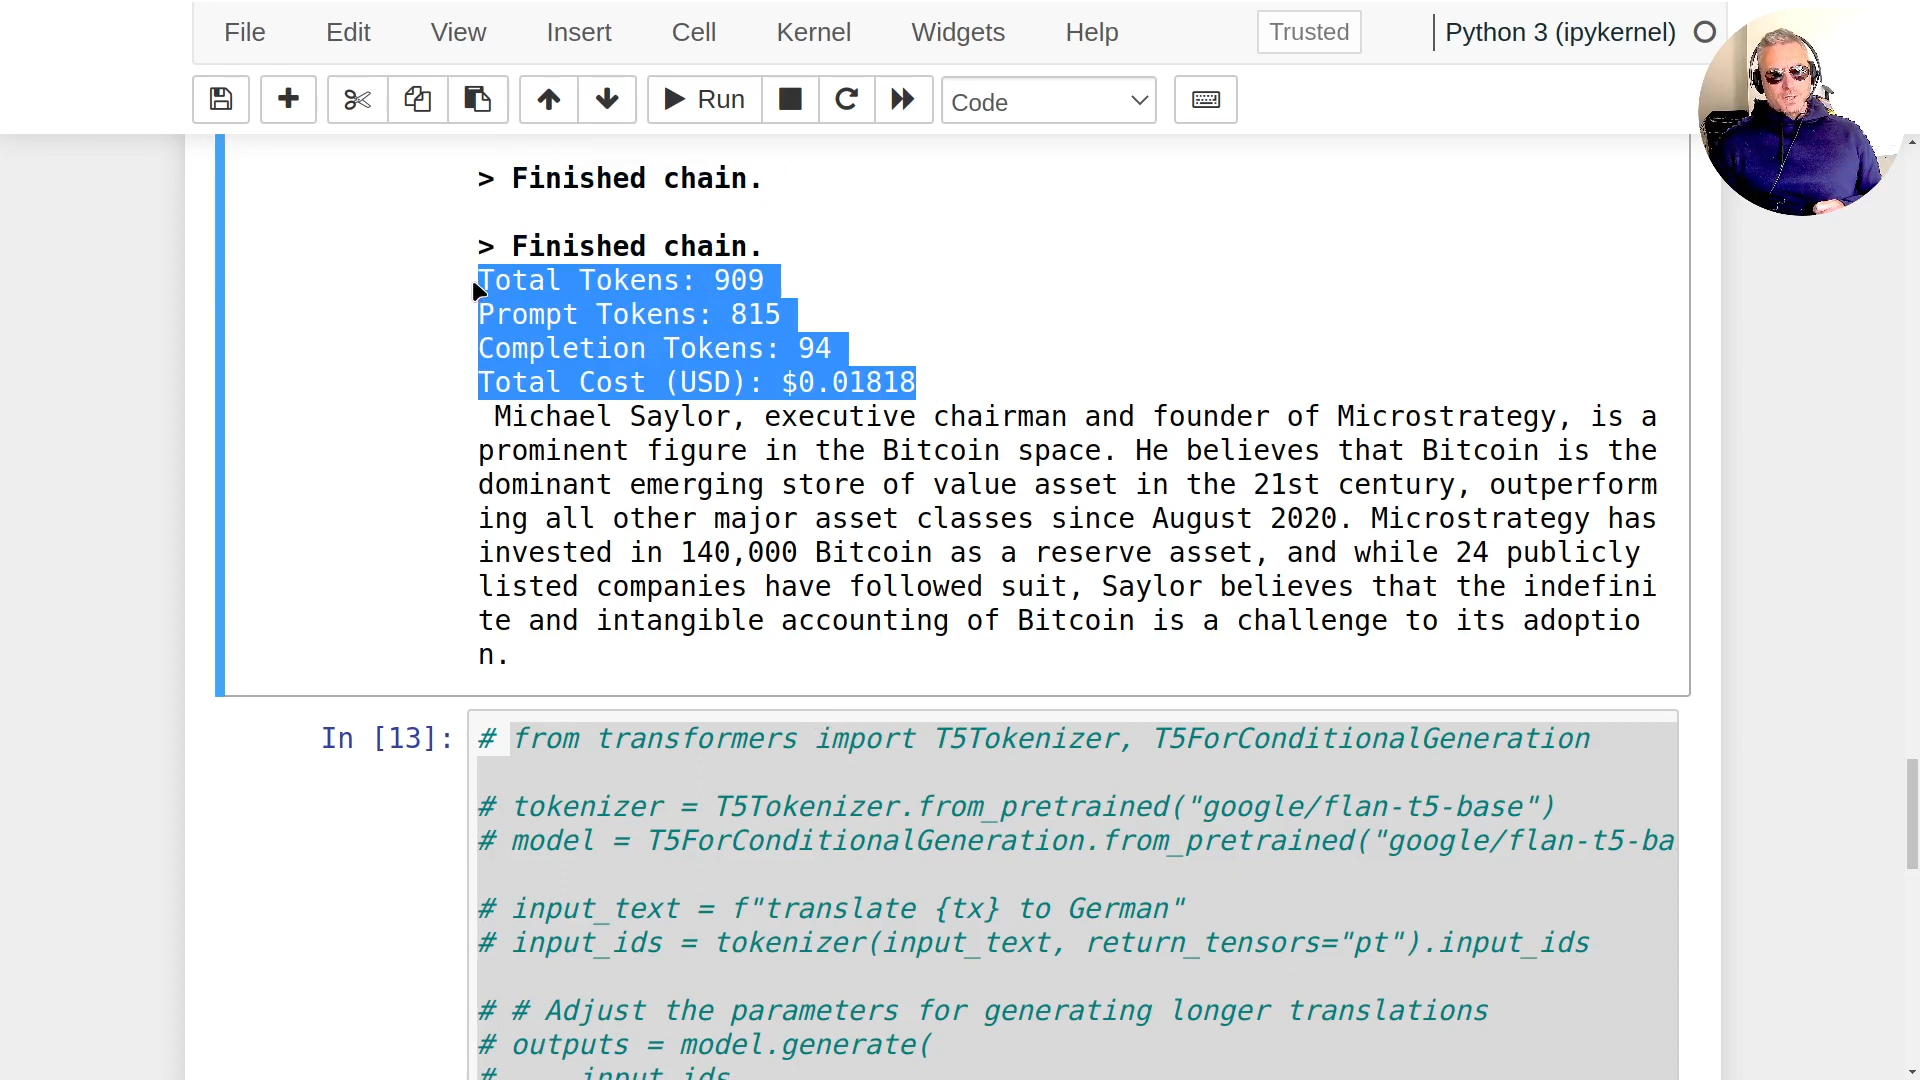 File Edit View Insert Cell Kernel Widgets Help Trusted Python 3 (ipykernel)
Run Code
> Finished chain.
> Finished chain.
Total Tokens: 909
Prompt Tokens: 815
Completion Tokens: 94
Total Cost (USD): $0.01818
Michael Saylor, executive chairman and founder of Microstrategy, is a
prominent figure in the Bitcoin space. He believes that Bitcoin is the
dominant emerging store of value asset in the 21st century, outperform
ing all other major asset classes since August 2020. Microstrategy has
invested in 140,000 Bitcoin as a reserve asset, and while 24 publicly
listed companies have followed suit, Saylor believes that the indefini
te and intangible accounting of Bitcoin is a challenge to its adoptio
n.
In [13]: # from transformers import T5Tokenizer, T5ForConditionalGeneration
# tokenizer = T5Tokenizer.from_pretrained("google/flan-t5-base")
# model = T5ForConditionalGeneration.from_pretrained("google/flan-t5-ba
# input_text = f"translate {tx} to German"
# input_ids = tokenizer(input_text, return_tensors="pt").input_ids
# # Adjust the parameters for generating longer translations
# outputs = model.generate(
# input_ids